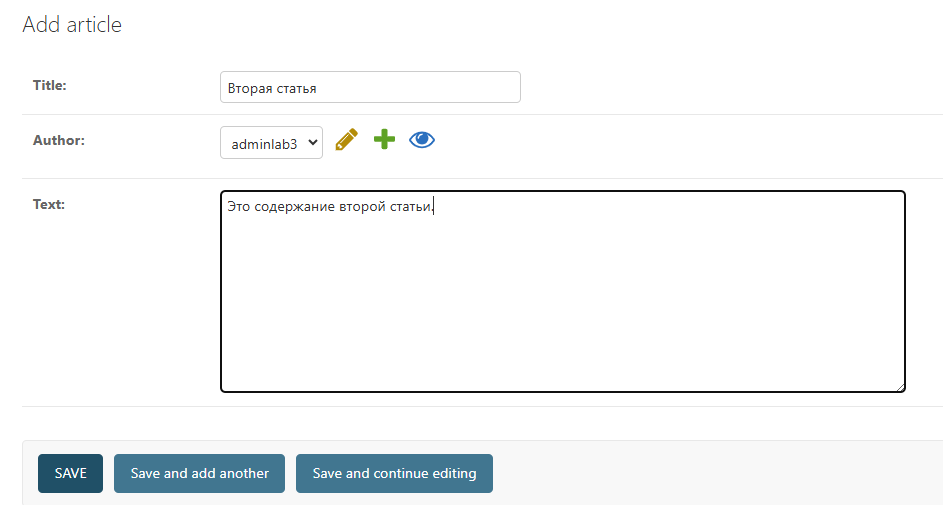 Add article
Title:
Вторая статья
Author:
adminlab3
Text:
Это содержание второй статьи.
SAVE
Save and add another
Save and continue editing